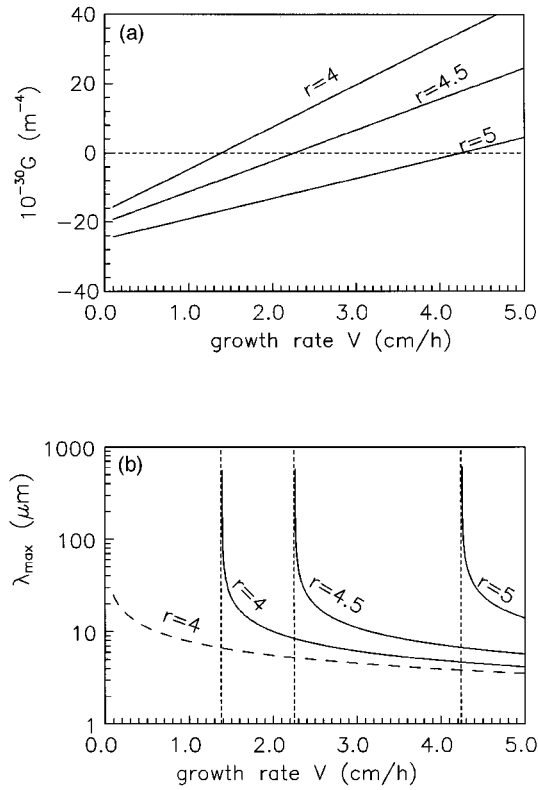 (a)
40
20
0
−20
−40
10⁻³⁰G (m⁻⁴)
r=4
r=4.5
r=5
0.0 1.0 2.0 3.0 4.0 5.0
growth rate V (cm/h)
(b)
1000
100
10
1
λmax (μm)
r=4
r=4
r=4.5
r=5
0.0 1.0 2.0 3.0 4.0 5.0
growth rate V (cm/h)